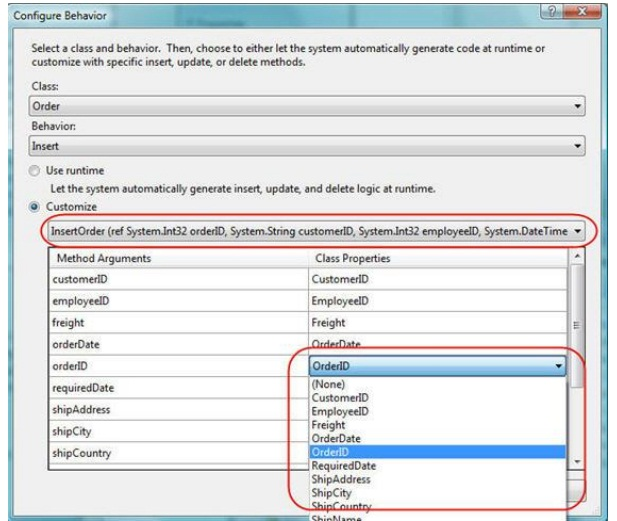 Configure Behavior
Select a class and behavior. Then, choose to either let the system automatically generate code at runtime or
customize with specific insert, update, or delete methods.
Class:
Order
Behavior:
Insert
Use runtime
Let the system automatically generate insert, update, and delete logic at runtime.
Customize
InsertOrder (ref System.Int32 orderID, System.String customerID, System.Int32 employeeID, System.DateTime
Method Arguments Class Properties
customerID CustomerID
employeeID EmployeeID
freight Freight
orderDate OrderDate
orderID OrderID
requiredDate
shipAddress
shipCity
shipCountry
(None)
CustomerID
EmployeeID
Freight
OrderDate
OrderID
RequiredDate
ShipAddress
ShipCity
ShipCountry
ShipName